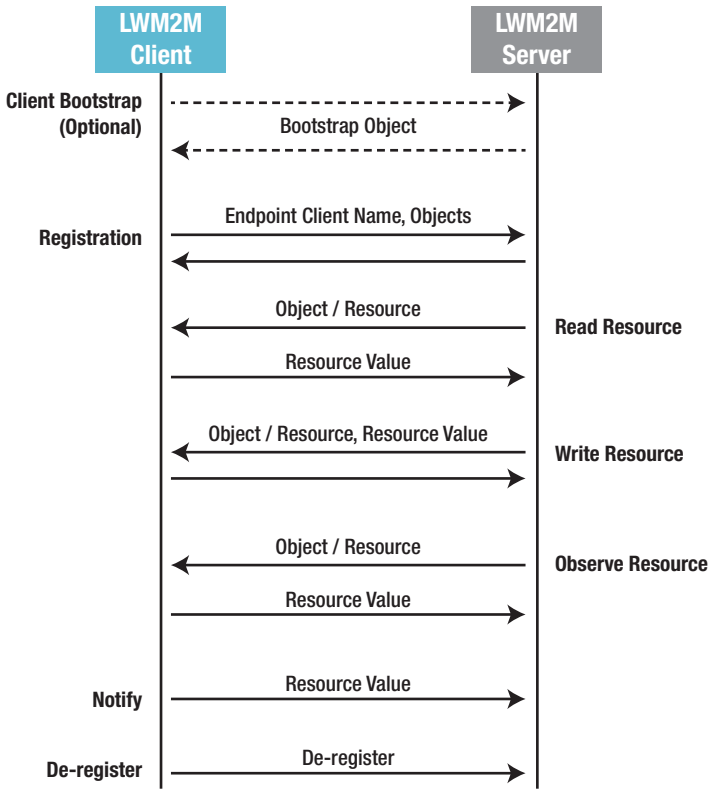 LWM2M
Client
LWM2M
Server
Client Bootstrap
(Optional)
Bootstrap Object
Endpoint Client Name, Objects
Registration
Object / Resource
Read Resource
Resource Value
Object / Resource, Resource Value
Write Resource
Object / Resource
Observe Resource
Resource Value
Resource Value
Notify
De-register
De-register